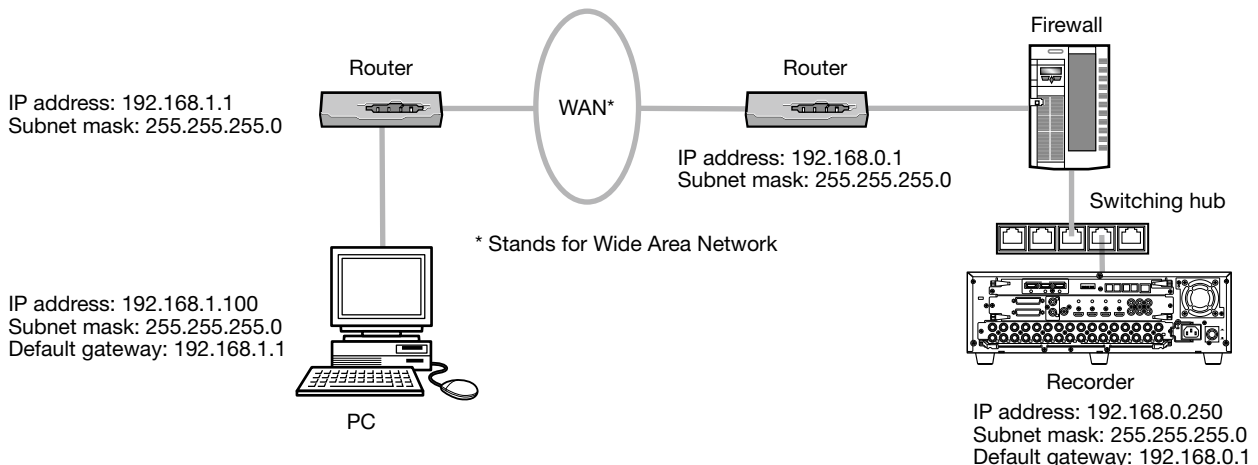 Firewall
Router
Router
IP address: 192.168.1.1
Subnet mask: 255.255.255.0
WAN*
IP address: 192.168.0.1
Subnet mask: 255.255.255.0
Switching hub
* Stands for Wide Area Network
IP address: 192.168.1.100
Subnet mask: 255.255.255.0
Default gateway: 192.168.1.1
PC
Recorder
IP address: 192.168.0.250
Subnet mask: 255.255.255.0
Default gateway: 192.168.0.1